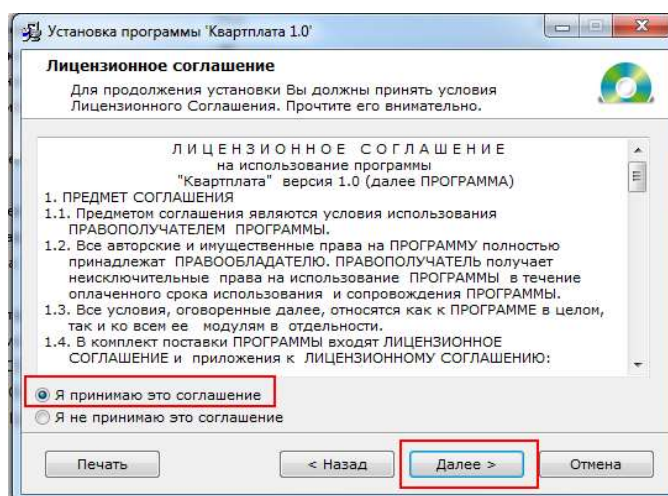 Установка программы 'Квартплата 1.0'
Лицензионное соглашение
Для продолжения установки Вы должны принять условия
Лицензионного Соглашения. Прочтите его внимательно.
ЛИЦЕНЗИОННОЕ СОГЛАШЕНИЕ
на использование программы
"Квартплата" версия 1.0 (далее ПРОГРАММА)
1. ПРЕДМЕТ СОГЛАШЕНИЯ
1.1. Предметом соглашения являются условия использования
ПРАВОПОЛУЧАТЕЛЕМ ПРОГРАММЫ.
1.2. Все авторские и имущественные права на ПРОГРАММУ полностью
принадлежат ПРАВООБЛАДАТЕЛЮ. ПРАВОПОЛУЧАТЕЛЬ получает
неисключительные права на использование ПРОГРАММЫ в течение
оплаченного срока использования и сопровождения ПРОГРАММЫ.
1.3. Все условия, оговоренные далее, относятся как к ПРОГРАММЕ в целом,
так и ко всем ее модулям в отдельности.
1.4. В комплект поставки ПРОГРАММЫ входят ЛИЦЕНЗИОННОЕ
СОГЛАШЕНИЕ и приложения к ЛИЦЕНЗИОННОМУ СОГЛАШЕНИЮ:
Я принимаю это соглашение
Я не принимаю это соглашение
Печать < Назад Далее > Отмена